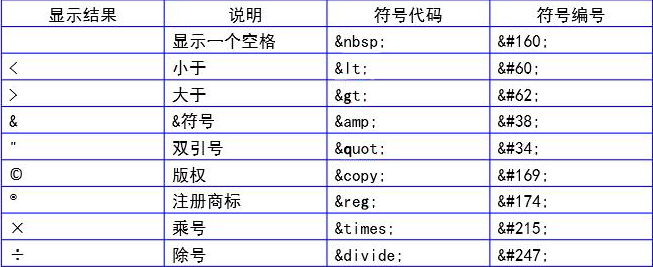 显示结果 说明 符号代码 符号编号
显示一个空格 &nbsp; &#160;
< 小于 &lt; &#60;
> 大于 &gt; &#62;
& &符号 &amp; &#38;
" 双引号 &quot; &#34;
© 版权 &copy; &#169;
® 注册商标 &reg; &#174;
× 乘号 &times; &#215;
÷ 除号 &divide; &#247;